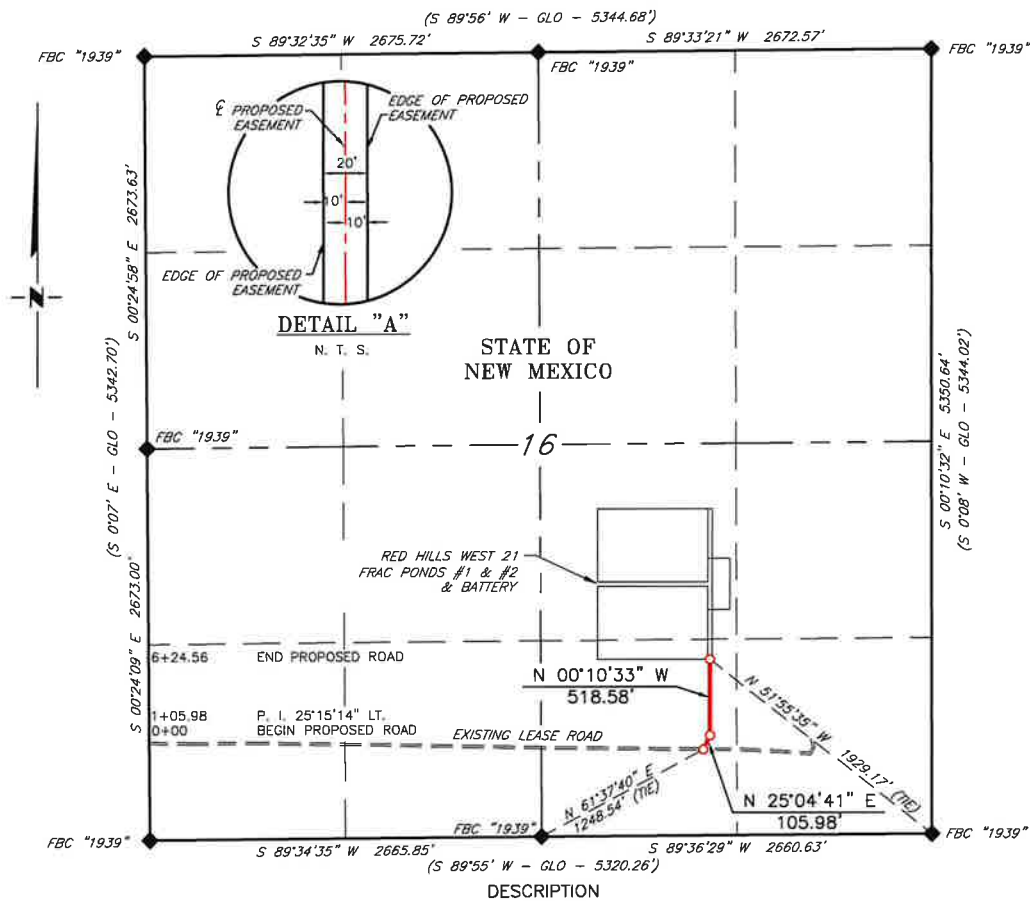 (S 89°56' W - GLO - 5344.68')
S 89°32'35" W 2675.72'
S 89°33'21" W 2672.57'
FBC "1939"
FBC "1939"
FBC "1939"
℄ PROPOSED
EASEMENT
EDGE OF PROPOSED
EASEMENT
20'
10'
10'
EDGE OF PROPOSED
EASEMENT
DETAIL "A"
N. T. S.
S 00°24'58" E 2673.63'
N
STATE OF
NEW MEXICO
(S 0°07' E - GLO - 5342.70')
S 00°10'32" E 5350.64'
(S 0°08' W - GLO - 5344.02')
FBC "1939"
16
RED HILLS WEST 21
FRAC PONDS #1 & #2
& BATTERY
S 00°24'09" E 2673.00'
6+24.56 END PROPOSED ROAD
N 00°10'33" W
518.58'
1+05.98 P. I. 25°15'14" LT.
0+00 BEGIN PROPOSED ROAD
EXISTING LEASE ROAD
N 51°55'35" W 1929.17' (TIE)
N 61°37'40" E
1248.54' (TIE)
N 25°04'41" E
105.98'
FBC "1939"
FBC "1939"
FBC "1939"
S 89°34'35" W 2665.85'
S 89°36'29" W 2660.63'
(S 89°55' W - GLO - 5320.26')
DESCRIPTION